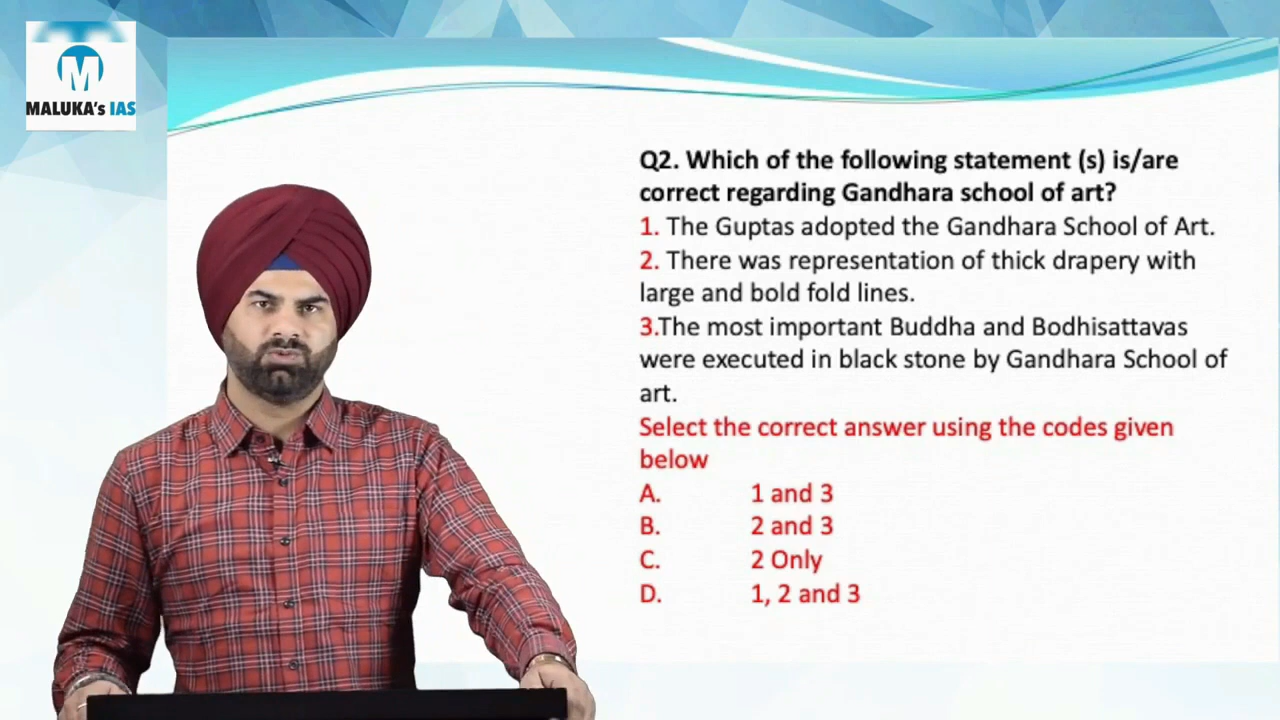 MALUKA's IAS
Q2. Which of the following statement (s) is/are
correct regarding Gandhara school of art?
1. The Guptas adopted the Gandhara School of Art.
2. There was representation of thick drapery with
large and bold fold lines.
3.The most important Buddha and Bodhisattavas
were executed in black stone by Gandhara School of
art.
Select the correct answer using the codes given
below
A. 1 and 3
B. 2 and 3
C. 2 Only
D. 1, 2 and 3